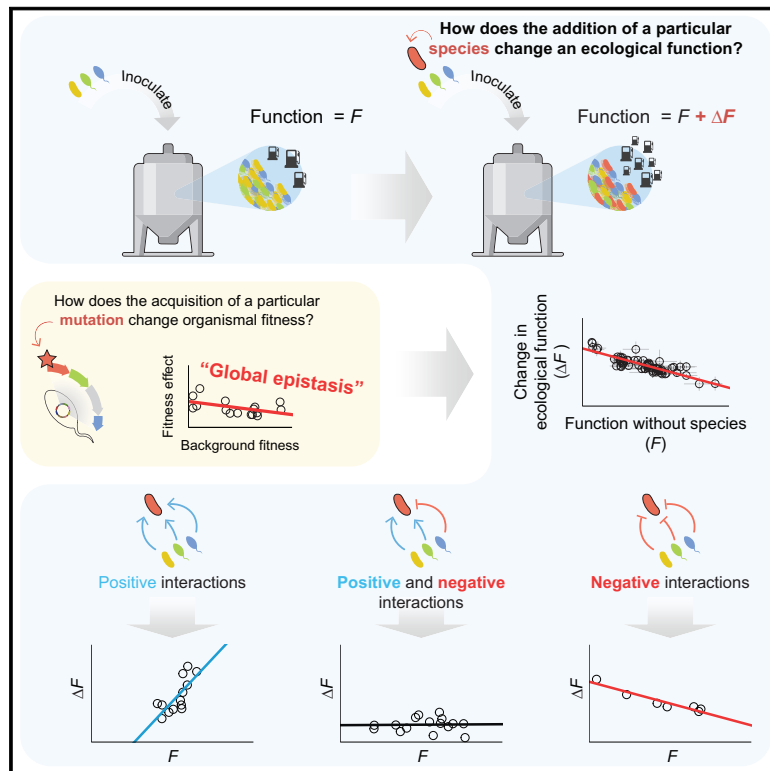 How does the addition of a particular
species change an ecological function?
Inoculate
Function = F
Inoculate
Function = F + ΔF
How does the acquisition of a particular
mutation change organismal fitness?
"Global epistasis"
Fitness effect
Background fitness
Change in
ecological function
(ΔF)
Function without species
(F)
Positive interactions
Positive and negative
interactions
Negative interactions
ΔF
F
ΔF
F
ΔF
F